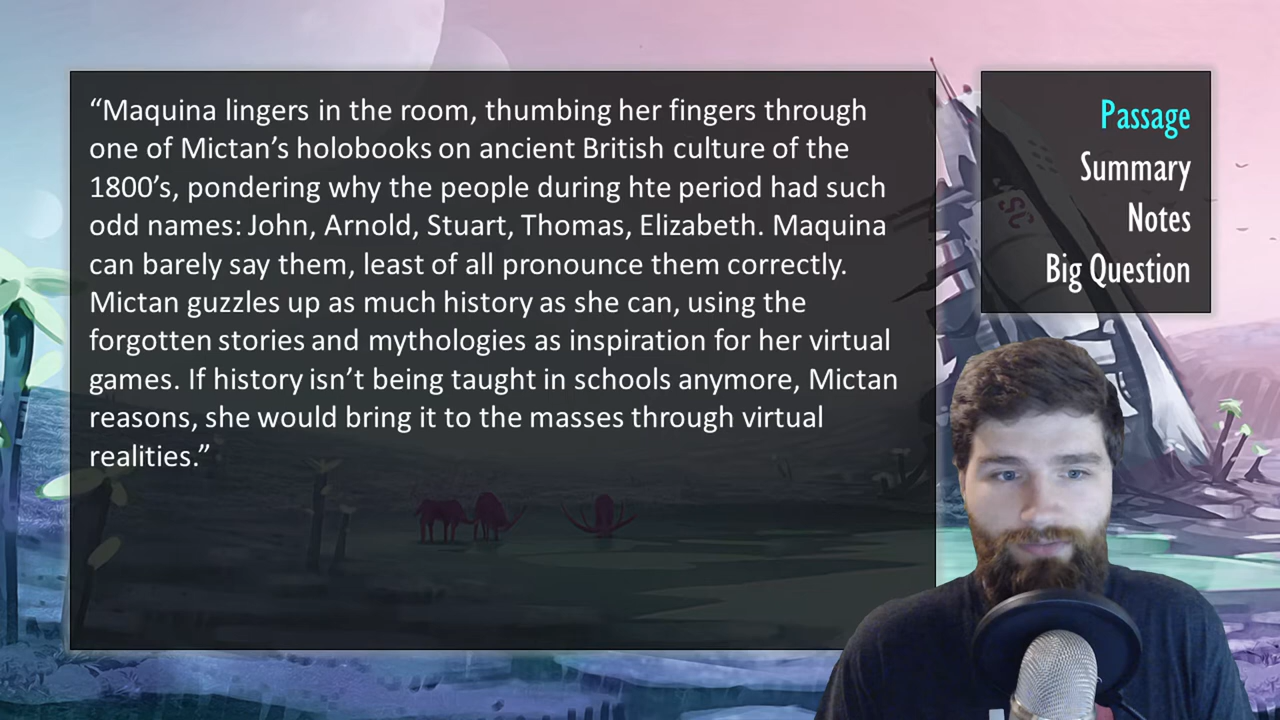 “Maquina lingers in the room, thumbing her fingers through
one of Mictan’s holobooks on ancient British culture of the
1800’s, pondering why the people during hte period had such
odd names: John, Arnold, Stuart, Thomas, Elizabeth. Maquina
can barely say them, least of all pronounce them correctly.
Mictan guzzles up as much history as she can, using the
forgotten stories and mythologies as inspiration for her virtual
games. If history isn’t being taught in schools anymore, Mictan
reasons, she would bring it to the masses through virtual
realities.”
Passage
Summary
Notes
Big Question